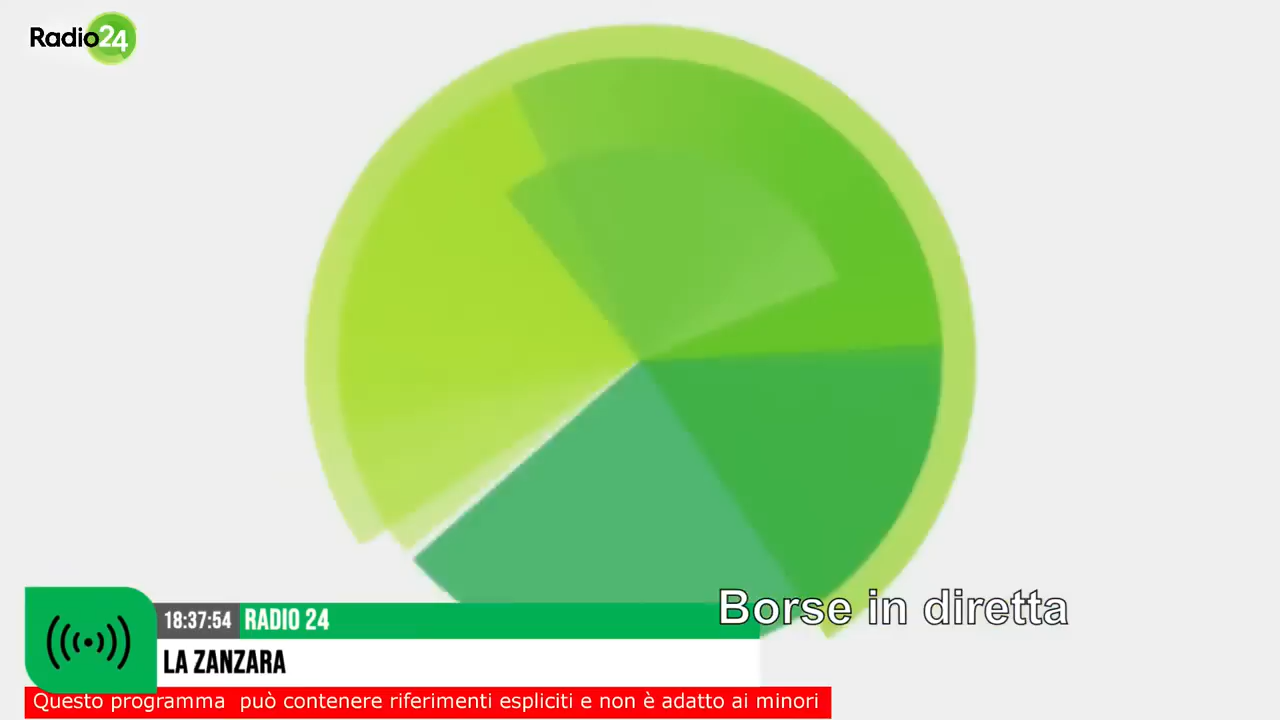 Radio24
18:37:54 RADIO 24
Borse in diretta
LA ZANZARA
Questo programma  può contenere riferimenti espliciti e non è adatto ai minori